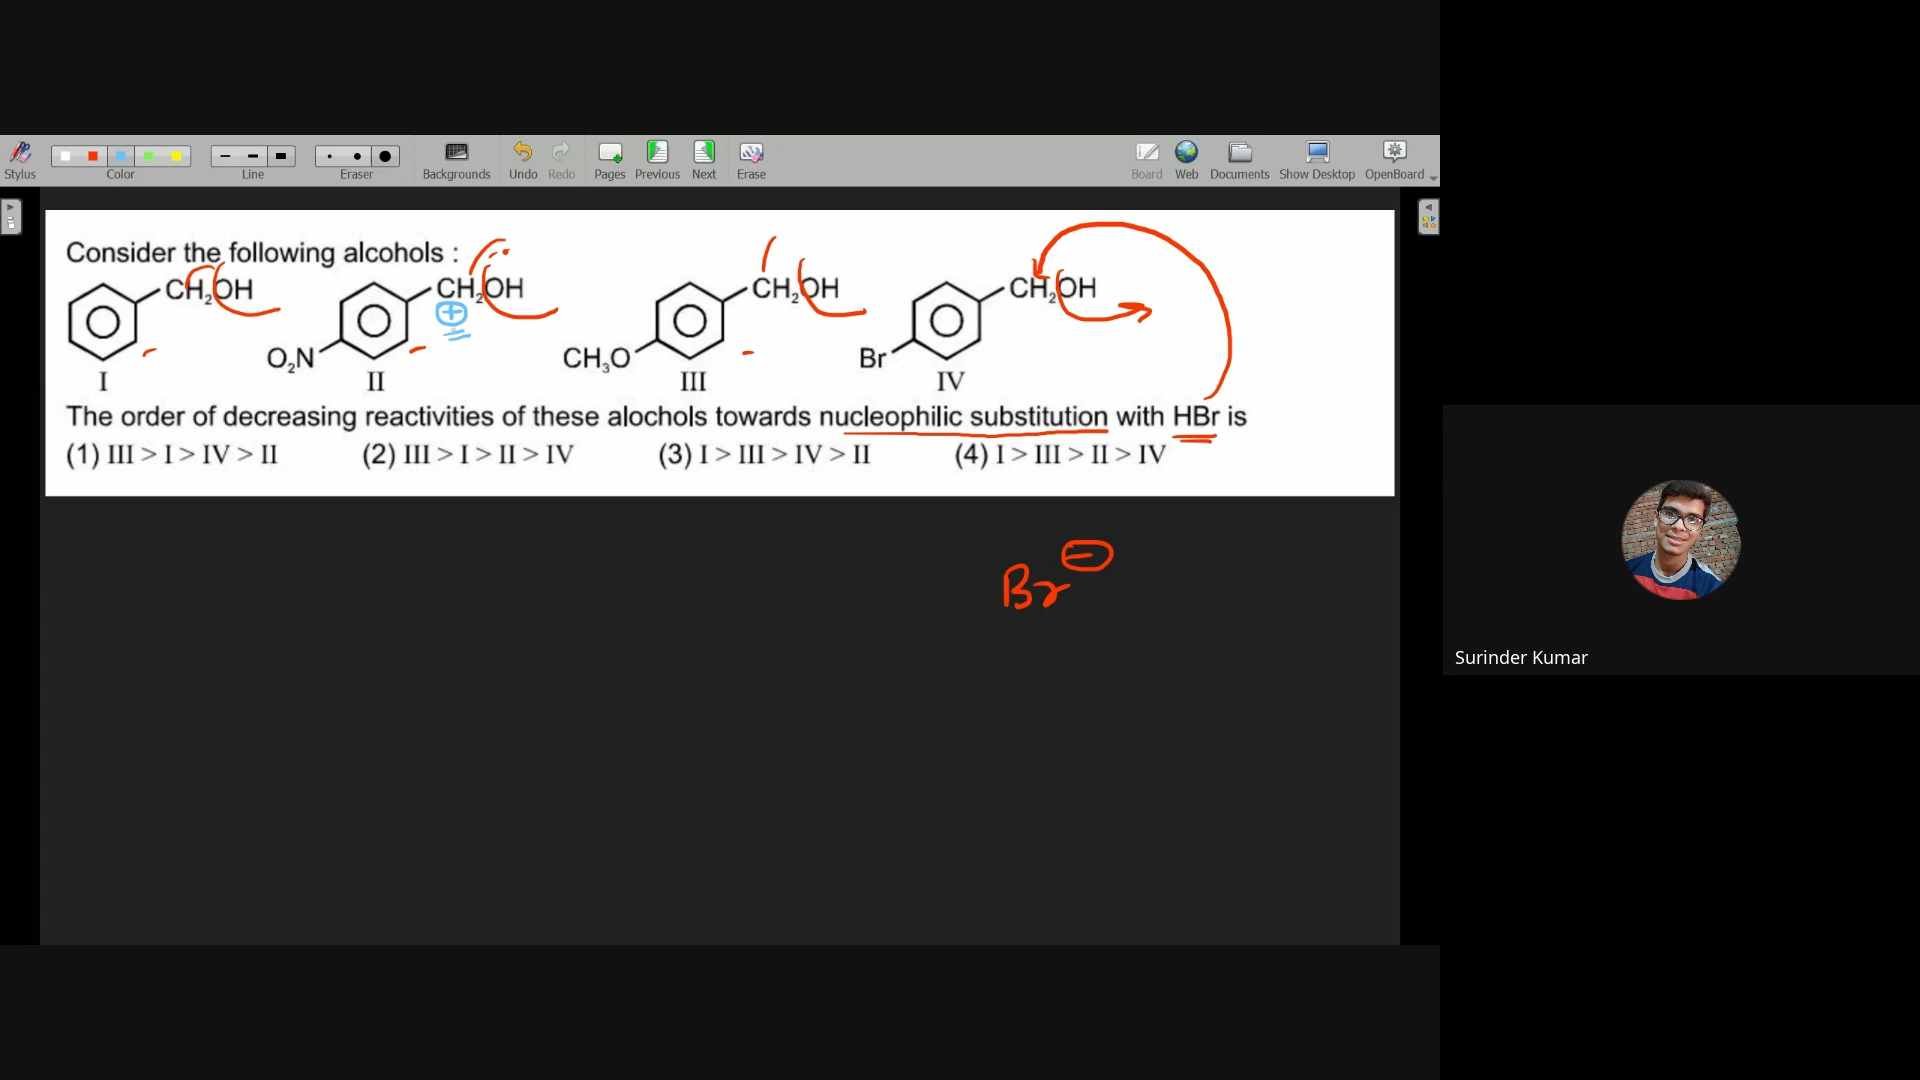 Stylus
Color
Line
Eraser
Backgrounds
Undo
Redo
Pages
Previous
Next
Erase
Board
Web
Documents
Show Desktop
OpenBoard
Consider the following alcohols :
CH₂OH
CH₂OH
CH₂OH
CH₂OH
+
O₂N
CH₃O
Br
I
II
III
IV
The order of decreasing reactivities of these alochols towards nucleophilic substitution with HBr is
(1) III > I > IV > II (2) III > I > II > IV (3) I > III > IV > II (4) I > III > II > IV
Br⊖
Surinder Kumar